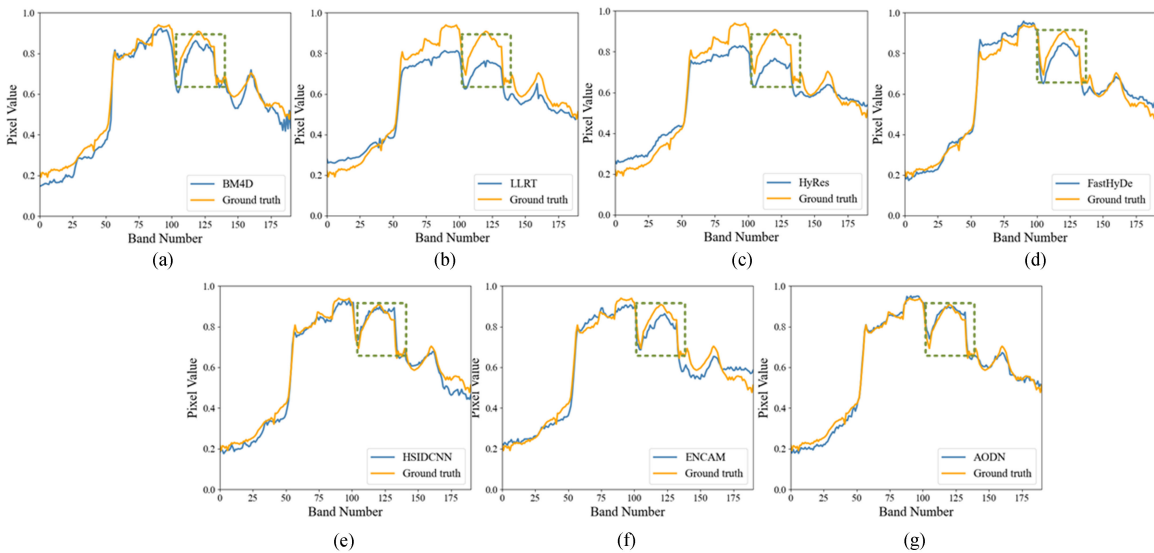 1.0
0.8
0.6
0.4
0.2
0.0
Pixel Value
0 25 50 75 100 125 150 175
Band Number
BM4D
Ground truth
(a)
1.0
0.8
0.6
0.4
0.2
0.0
Pixel Value
0 25 50 75 100 125 150 175
Band Number
LLRT
Ground truth
(b)
1.0
0.8
0.6
0.4
0.2
0.0
Pixel Value
0 25 50 75 100 125 150 175
Band Number
HyRes
Ground truth
(c)
1.0
0.8
0.6
0.4
0.2
0.0
Pixel Value
0 25 50 75 100 125 150 175
Band Number
FastHyDe
Ground truth
(d)
1.0
0.8
0.6
0.4
0.2
0.0
Pixel Value
0 25 50 75 100 125 150 175
Band Number
HSIDCNN
Ground truth
(e)
1.0
0.8
0.6
0.4
0.2
0.0
Pixel Value
0 25 50 75 100 125 150 175
Band Number
ENCAM
Ground truth
(f)
1.0
0.8
0.6
0.4
0.2
0.0
Pixel Value
0 25 50 75 100 125 150 175
Band Number
AODN
Ground truth
(g)